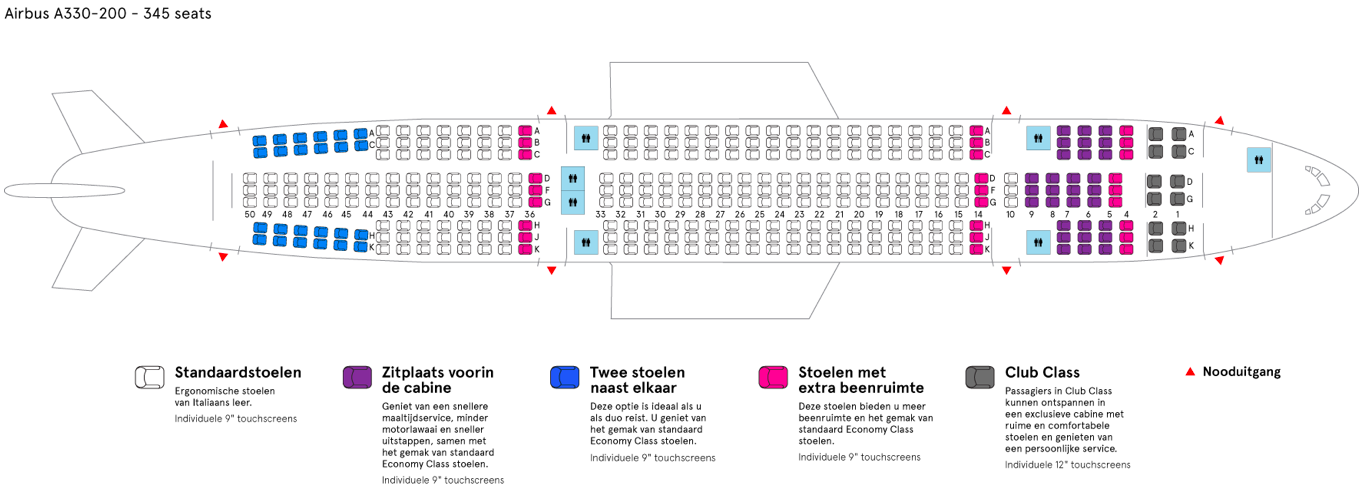 Airbus A330-200 - 345 seats
A
C
A
B
C
A
B
C
A
C
D
F
G
D
F
G
D
G
50 49 48 47 46 45 44 43 42 41 40 39 38 37 36 33 32 31 30 29 28 27 26 25 24 23 22 21 20 19 18 17 16 15 14 10 9 8 7 6 5 4 2 1
H
K
H
J
K
H
J
K
H
K
Standaardstoelen
Ergonomische stoelen
van Italiaans leer.
Individuele 9" touchscreens
Zitplaats voorin
de cabine
Geniet van een snellere
maaltijdservice, minder
motorlawaai en sneller
uitstappen, samen met
het gemak van standaard
Economy Class stoelen.
Individuele 9" touchscreens
Twee stoelen
naast elkaar
Deze optie is ideaal als u
als duo reist. U geniet van
het gemak van standaard
Economy Class stoelen.
Individuele 9" touchscreens
Stoelen met
extra beenruimte
Deze stoelen bieden u meer
beenruimte en het gemak van
standaard Economy Class
stoelen.
Individuele 9" touchscreens
Club Class
Passagiers in Club Class
kunnen ontspannen in
een exclusieve cabine met
ruime en comfortabele
stoelen en genieten van
een persoonlijke service.
Individuele 12" touchscreens
Nooduitgang